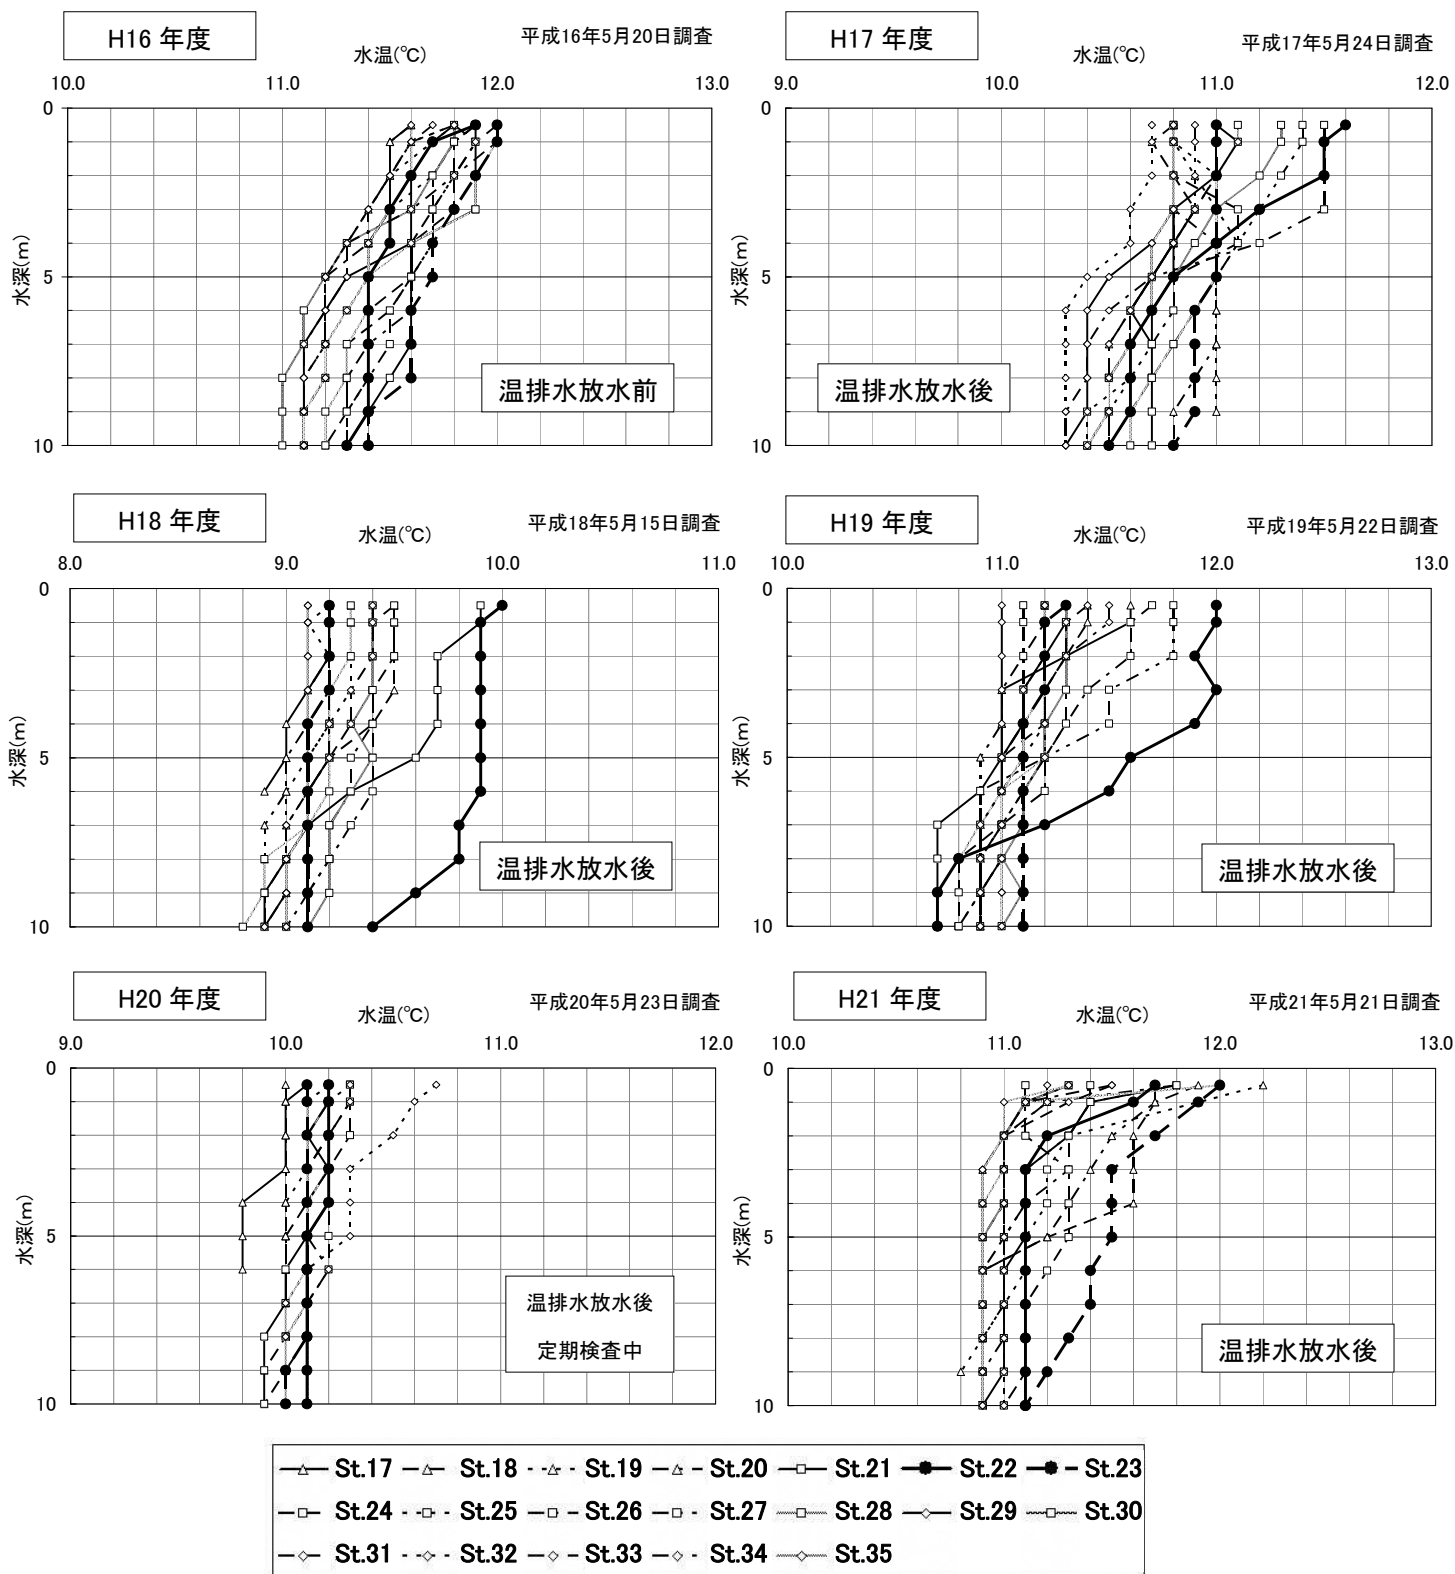 H16 年度
水温(℃)
平成16年5月20日調査
10.0 11.0 12.0 13.0
0
5
10
水深(m)
温排水放水前
H17 年度
水温(℃)
平成17年5月24日調査
9.0 10.0 11.0 12.0
0
5
10
水深(m)
温排水放水後
H18 年度
水温(℃)
平成18年5月15日調査
8.0 9.0 10.0 11.0
0
5
10
水深(m)
温排水放水後
H19 年度
水温(℃)
平成19年5月22日調査
10.0 11.0 12.0 13.0
0
5
10
水深(m)
温排水放水後
H20 年度
水温(℃)
平成20年5月23日調査
9.0 10.0 11.0 12.0
0
5
10
水深(m)
温排水放水後
定期検査中
H21 年度
水温(℃)
平成21年5月21日調査
10.0 11.0 12.0 13.0
0
5
10
水深(m)
温排水放水後
St.17 St.18 St.19 St.20 St.21 St.22 St.23
St.24 St.25 St.26 St.27 St.28 St.29 St.30
St.31 St.32 St.33 St.34 St.35